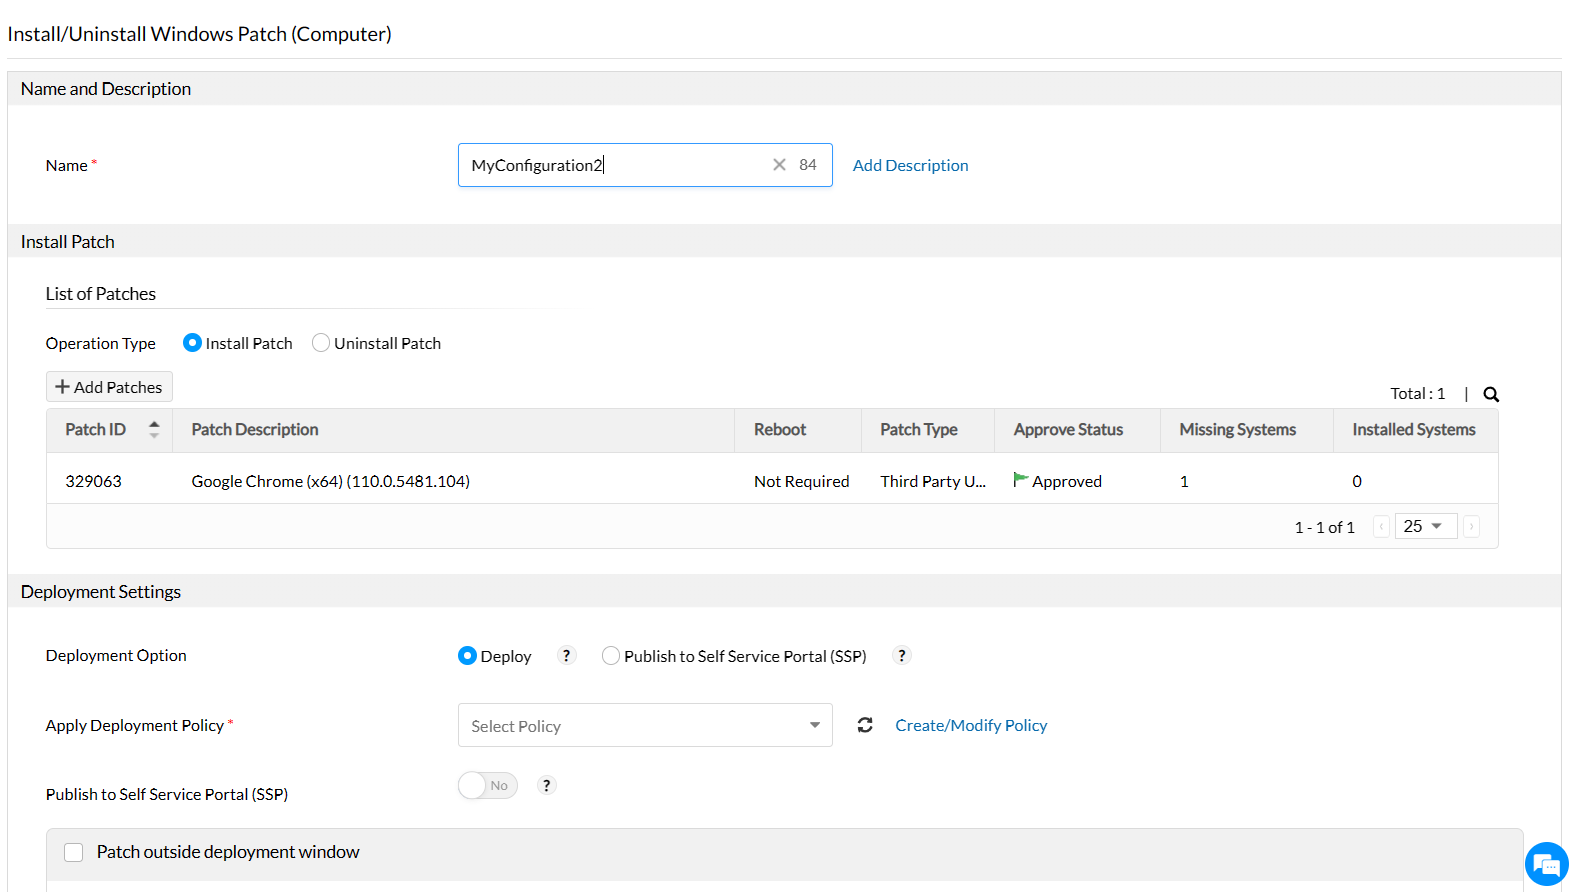 Install/Uninstall Windows Patch (Computer)
Name and Description
Name * MyConfiguration2 84 Add Description
Install Patch
List of Patches
Operation Type Install Patch Uninstall Patch
+ Add Patches
Total : 1 |
Patch ID Patch Description Reboot Patch Type Approve Status Missing Systems Installed Systems
329063 Google Chrome (x64) (110.0.5481.104) Not Required Third Party U... Approved 1 0
1 - 1 of 1 25
Deployment Settings
Deployment Option Deploy ? Publish to Self Service Portal (SSP) ?
Apply Deployment Policy * Select Policy Create/Modify Policy
Publish to Self Service Portal (SSP) No ?
Patch outside deployment window